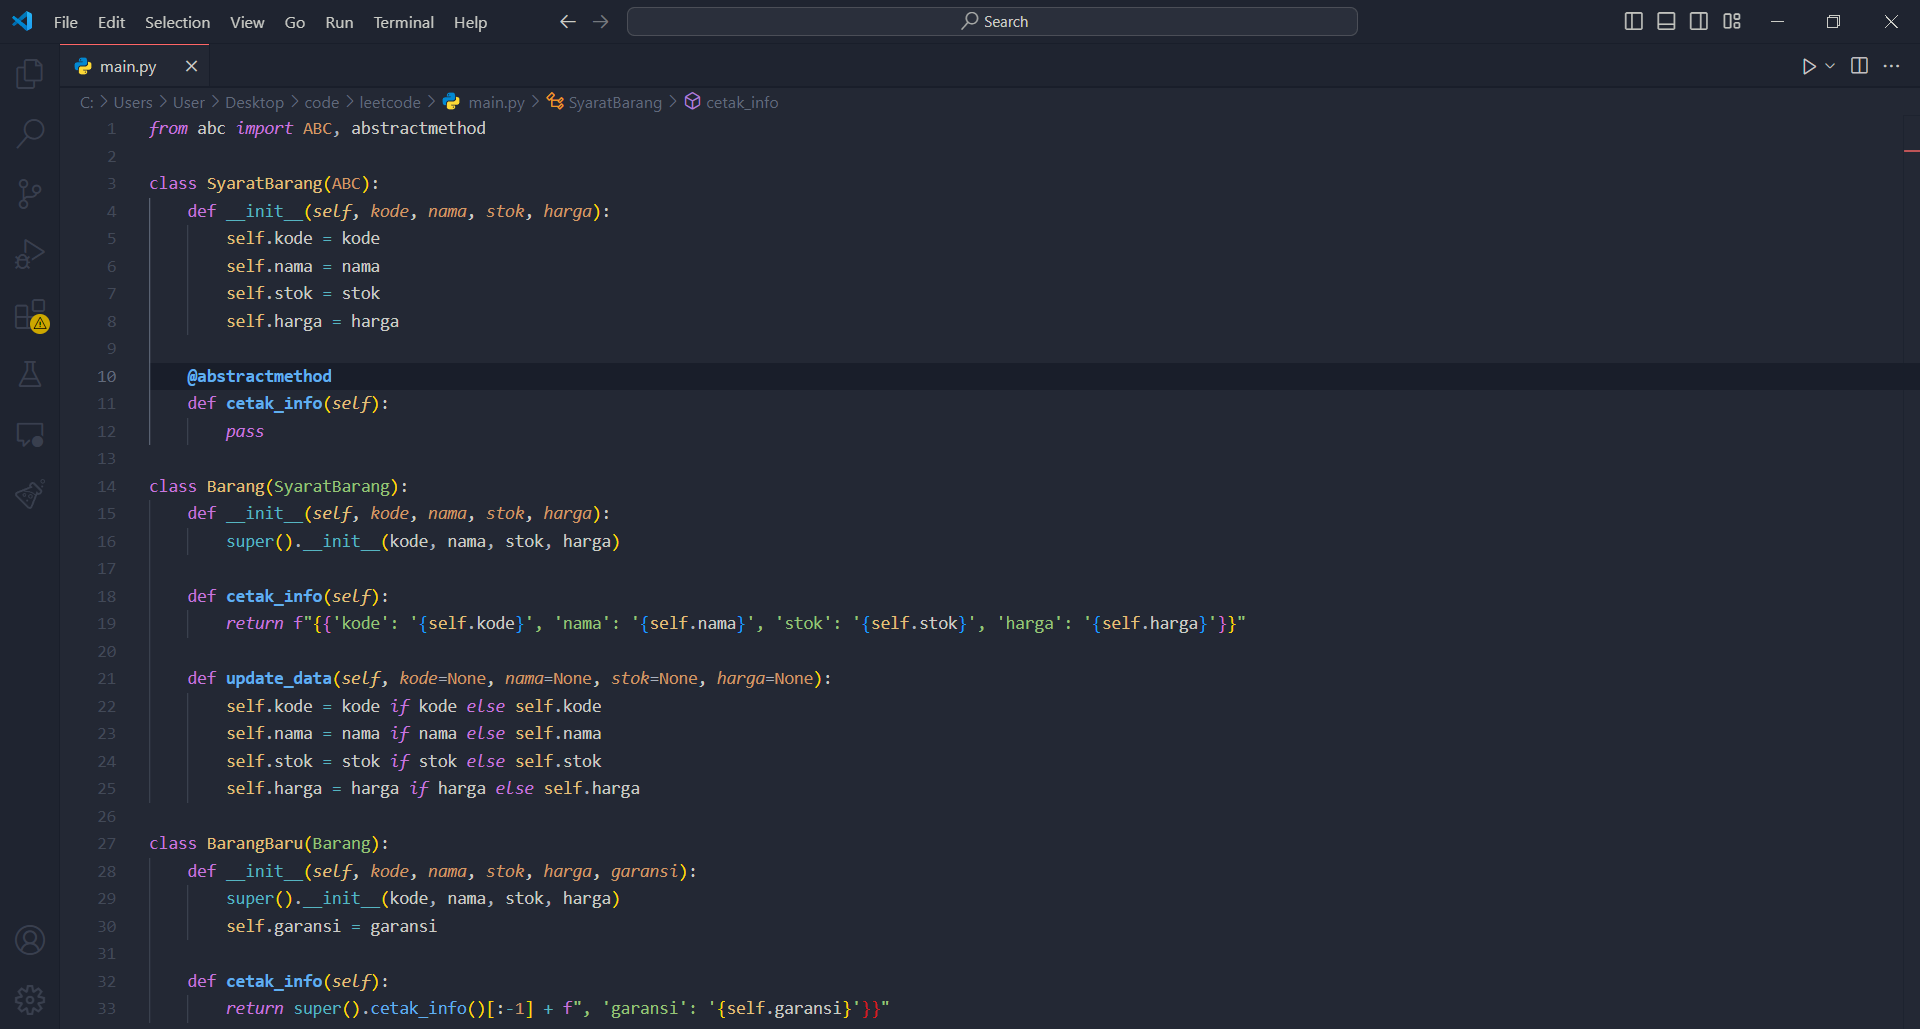 File Edit Selection View Go Run Terminal Help Search
main.py
C: > Users > User > Desktop > code > leetcode > main.py > SyaratBarang > cetak_info
1 from abc import ABC, abstractmethod
2
3 class SyaratBarang(ABC):
4     def __init__(self, kode, nama, stok, harga):
5         self.kode = kode
6         self.nama = nama
7         self.stok = stok
8         self.harga = harga
9
10     @abstractmethod
11     def cetak_info(self):
12         pass
13
14 class Barang(SyaratBarang):
15     def __init__(self, kode, nama, stok, harga):
16         super().__init__(kode, nama, stok, harga)
17
18     def cetak_info(self):
19         return f"{{'kode': '{self.kode}', 'nama': '{self.nama}', 'stok': '{self.stok}', 'harga': '{self.harga}'}}"
20
21     def update_data(self, kode=None, nama=None, stok=None, harga=None):
22         self.kode = kode if kode else self.kode
23         self.nama = nama if nama else self.nama
24         self.stok = stok if stok else self.stok
25         self.harga = harga if harga else self.harga
26
27 class BarangBaru(Barang):
28     def __init__(self, kode, nama, stok, harga, garansi):
29         super().__init__(kode, nama, stok, harga)
30         self.garansi = garansi
31
32     def cetak_info(self):
33         return super().cetak_info()[:-1] + f", 'garansi': '{self.garansi}'}}"